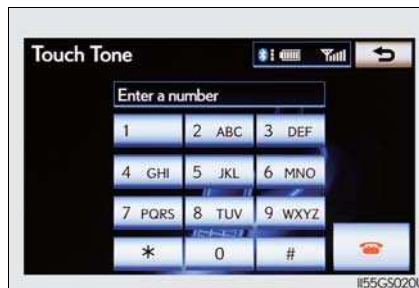 Touch Tone
Enter a number
1
2 ABC
3 DEF
4 GHI
5 JKL
6 MNO
7 PQRS
8 TUV
9 WXYZ
*
0
#
II55GS020I